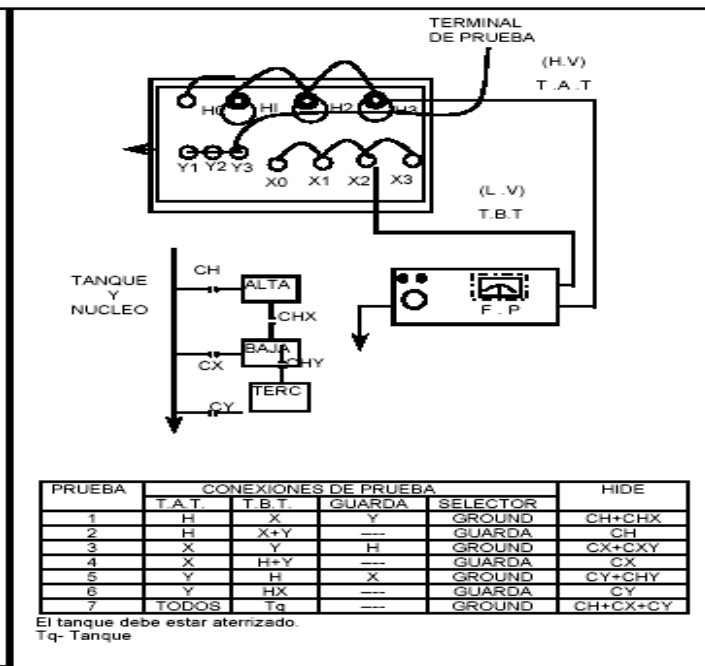 TERMINAL
DE PRUEBA
(H.V)
T .A .T
H0 H1 H2 H3
Y1 Y2 Y3
X0 X1 X2 X3
(L .V)
T.B.T
F . P
TANQUE
Y
NUCLEO
CH
ALTA
CHX
BAJA
CX
CHY
TERC
CY
PRUEBA CONEXIONES DE PRUEBA HIDE
T.A.T. T.B.T. GUARDA SELECTOR
1 H X Y GROUND CH+CHX
2 H X+Y ---- GUARDA CH
3 X Y H GROUND CX+CXY
4 X H+Y ---- GUARDA CX
5 Y H X GROUND CY+CHY
6 Y HX ---- GUARDA CY
7 TODOS Tq ---- GROUND CH+CX+CY
El tanque debe estar aterrizado.
Tq- Tanque